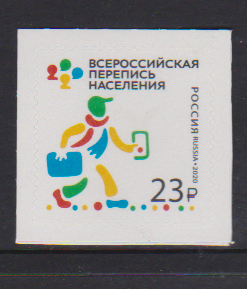 ВСЕРОССИЙСКАЯ
ПЕРЕПИСЬ
НАСЕЛЕНИЯ
РОССИЯ RUSSIA • 2020
23₽